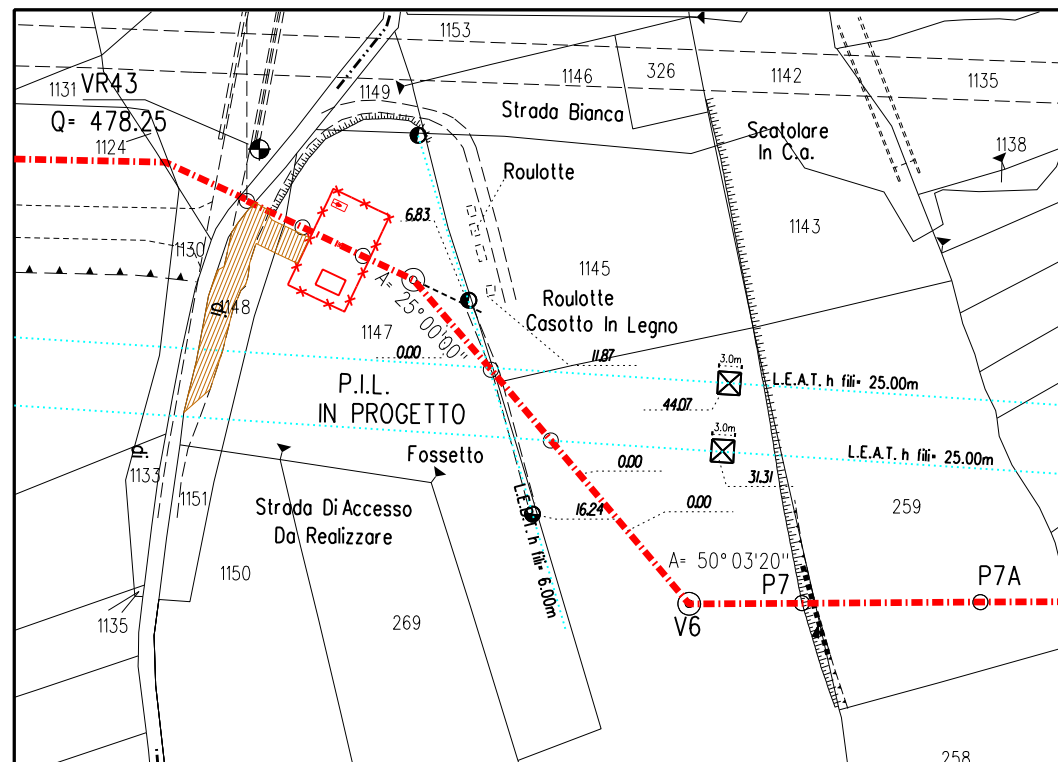 1153
1131
VR43
Q= 478.25
1124
1149
Strada Bianca
1146
326
1142
1135
Scatolare
In C.a.
1138
Roulotte
6.83
1143
1130
1148
Ip
1145
A= 25°00'00"
Roulotte
Casotto In Legno
1147
0.00
11.87
3.0m
L.E.A.T. h fili= 25.00m
P.I.L.
IN PROGETTO
44.07
3.0m
Ip
1133
Fossetto
0.00
L.E.A.T. h fili= 25.00m
31.31
1151
Strada Di Accesso
Da Realizzare
L.E.B.T. h fili= 6.00m
16.24
0.00
259
1150
A= 50°03'20"
P7
P7A
V6
1135
269
258